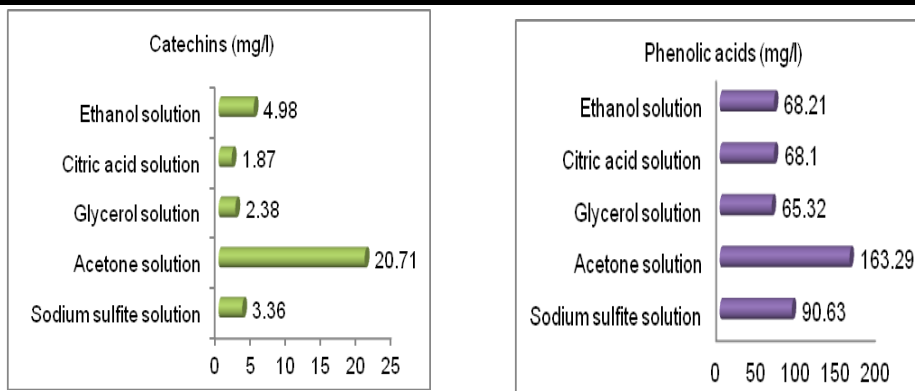 Catechins (mg/l)
Ethanol solution 4.98
Citric acid solution 1.87
Glycerol solution 2.38
Acetone solution 20.71
Sodium sulfite solution 3.36
0 5 10 15 20 25
Phenolic acids (mg/l)
Ethanol solution 68.21
Citric acid solution 68.1
Glycerol solution 65.32
Acetone solution 163.29
Sodium sulfite solution 90.63
0 50 100 150 200